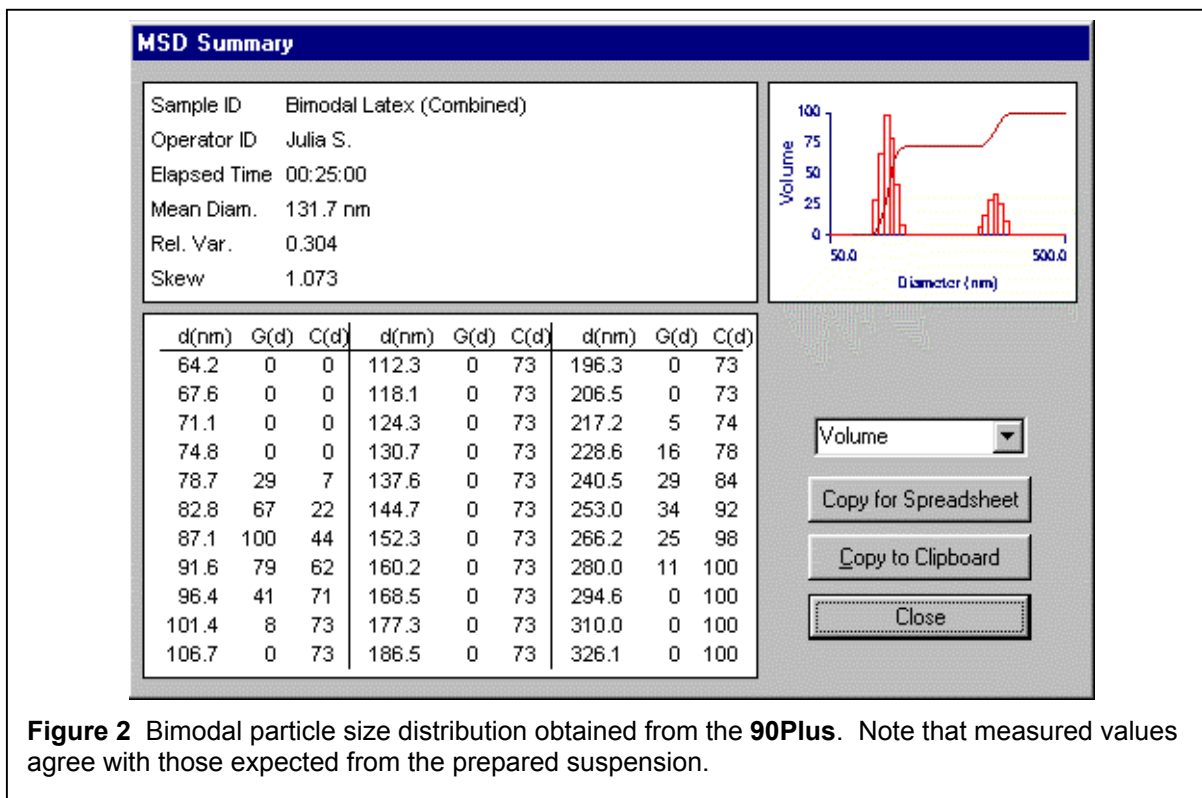 MSD Summary
Sample ID Bimodal Latex (Combined)
Operator ID Julia S.
Elapsed Time 00:25:00
Mean Diam. 131.7 nm
Rel. Var. 0.304
Skew 1.073
100
75
50
25
0
Volume
50.0 500.0
Diameter (nm)
d(nm) G(d) C(d) d(nm) G(d) C(d) d(nm) G(d) C(d)
64.2 0 0 112.3 0 73 196.3 0 73
67.6 0 0 118.1 0 73 206.5 0 73
71.1 0 0 124.3 0 73 217.2 5 74
74.8 0 0 130.7 0 73 228.6 16 78
78.7 29 7 137.6 0 73 240.5 29 84
82.8 67 22 144.7 0 73 253.0 34 92
87.1 100 44 152.3 0 73 266.2 25 98
91.6 79 62 160.2 0 73 280.0 11 100
96.4 41 71 168.5 0 73 294.6 0 100
101.4 8 73 177.3 0 73 310.0 0 100
106.7 0 73 186.5 0 73 326.1 0 100
Volume
Copy for Spreadsheet
Copy to Clipboard
Close
Figure 2 Bimodal particle size distribution obtained from the 90Plus. Note that measured values
agree with those expected from the prepared suspension.